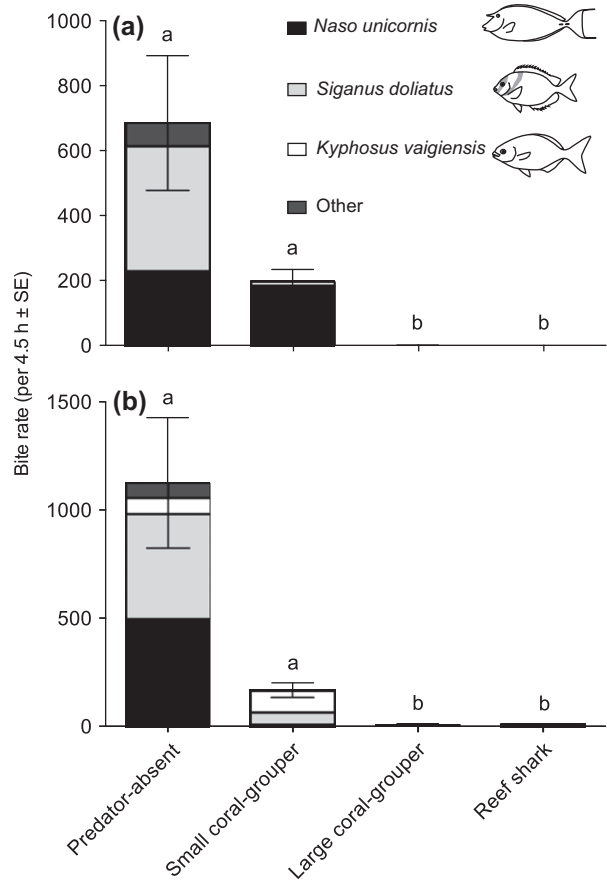 (a)
Naso unicornis
Siganus doliatus
Kyphosus vaigiensis
Other
1000
800
600
400
200
0
a
a
b
b
Bite rate (per 4.5 h ± SE)
(b)
1500
1000
500
0
a
a
b
b
Predator-absent
Small coral-grouper
Large coral-grouper
Reef shark